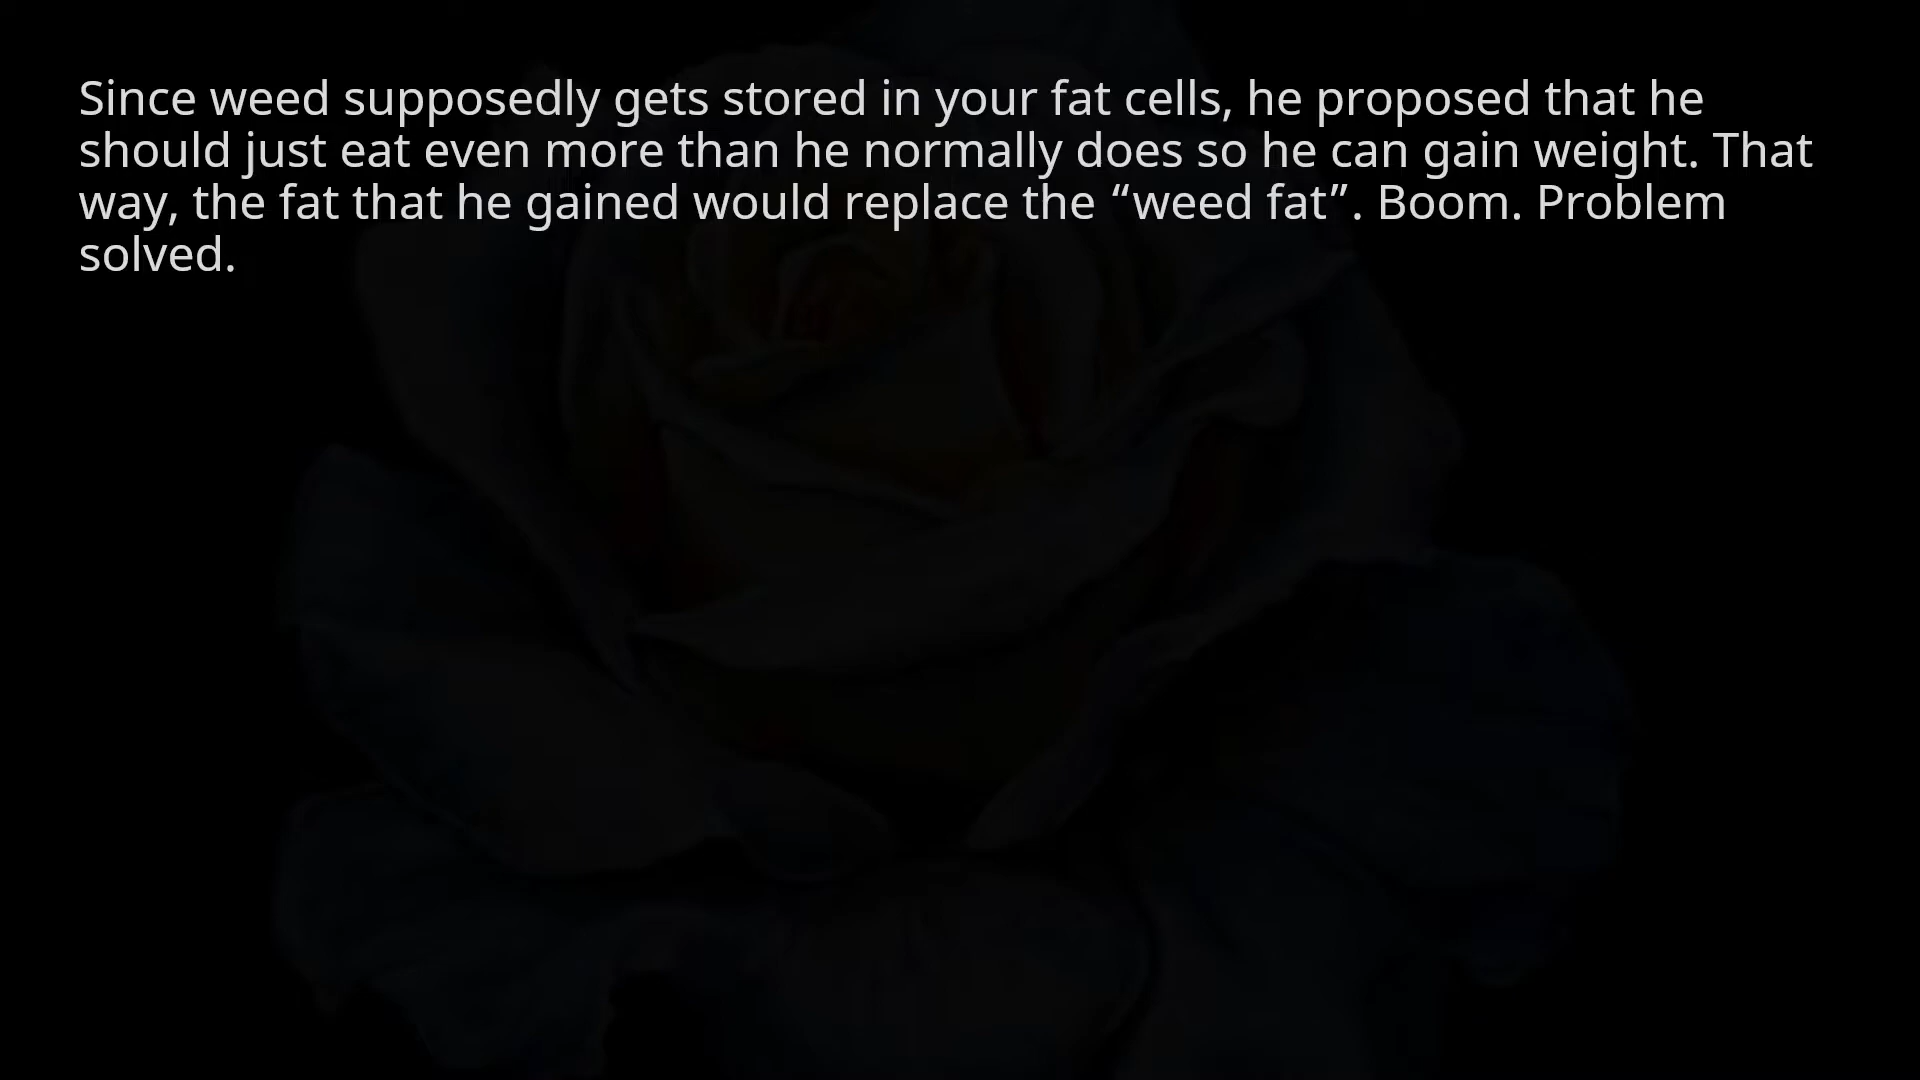 Since weed supposedly gets stored in your fat cells, he proposed that he
should just eat even more than he normally does so he can gain weight. That
way, the fat that he gained would replace the “weed fat”. Boom. Problem
solved.